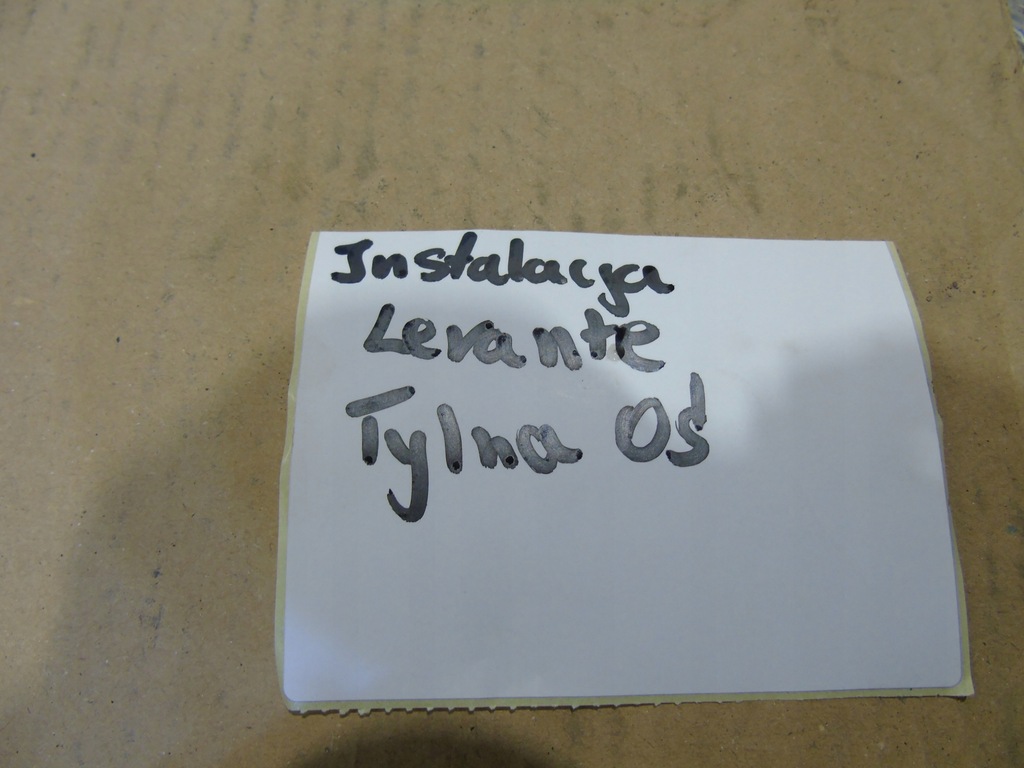 Instalacja
Levante
Tylna Oś